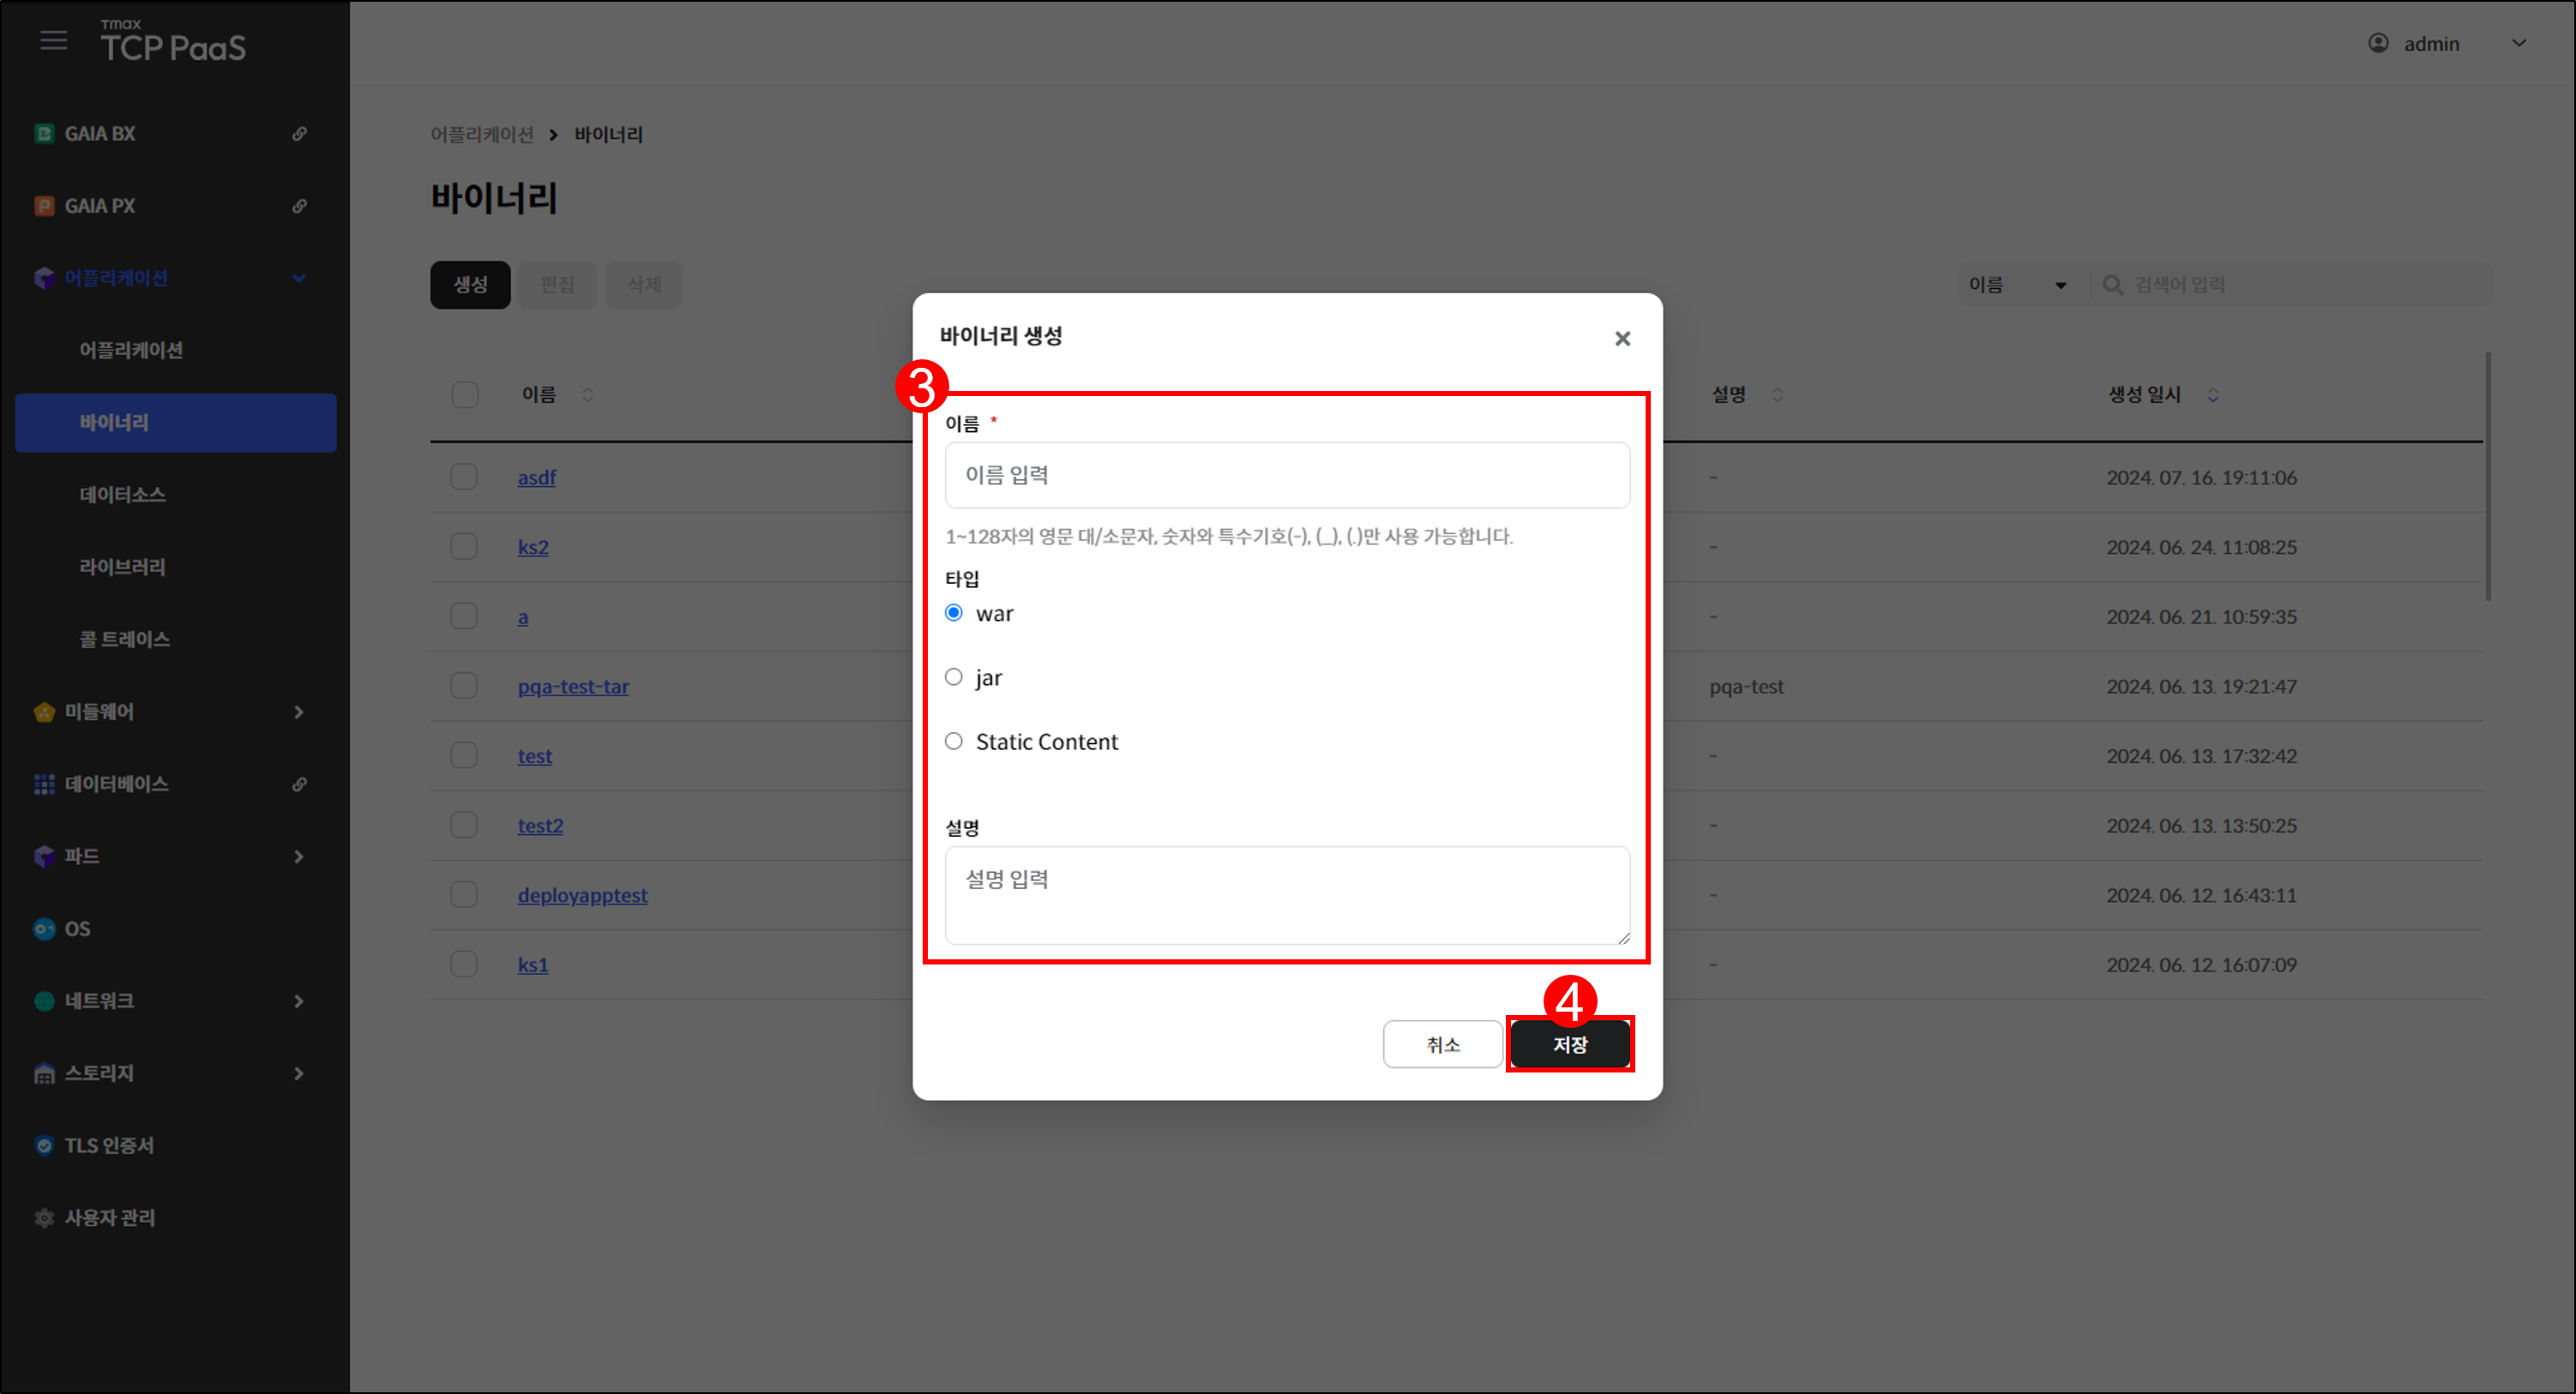 Tmax
TCP PaaS
admin
GAIA BX
GAIA PX
어플리케이션
어플리케이션
바이너리
데이터소스
라이브러리
콜 트레이스
미들웨어
데이터베이스
파드
OS
네트워크
스토리지
TLS 인증서
사용자 관리
어플리케이션 > 바이너리
바이너리
생성 편집 삭제
이름 검색어 입력
이름 설명 생성 일시
asdf - 2024. 07. 16. 19:11:06
ks2 - 2024. 06. 24. 11:08:25
a - 2024. 06. 21. 10:59:35
pqa-test-tar pqa-test 2024. 06. 13. 19:21:47
test - 2024. 06. 13. 17:32:42
test2 - 2024. 06. 13. 13:50:25
deployapptest - 2024. 06. 12. 16:43:11
ks1 - 2024. 06. 12. 16:07:09
바이너리 생성
3
이름 *
이름 입력
1~128자의 영문 대/소문자, 숫자와 특수기호(-), (_), (.)만 사용 가능합니다.
타입
war
jar
Static Content
설명
설명 입력
4
취소 저장